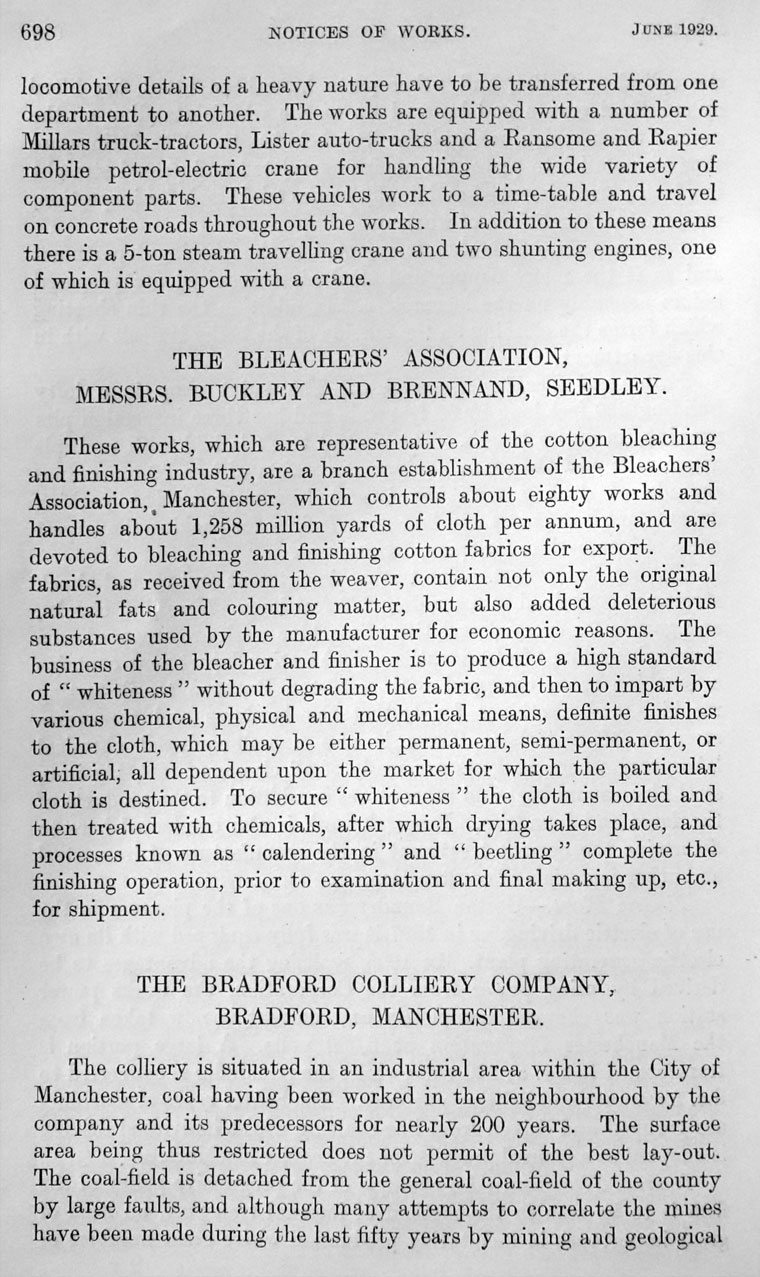 698 NOTICES OF WORKS. JUNE 1929.
locomotive details of a heavy nature have to be transferred from one
department to another. The works are equipped with a number of
Millars truck-tractors, Lister auto-trucks and a Ransome and Rapier
mobile petrol-electric crane for handling the wide variety of
component parts. These vehicles work to a time-table and travel
on concrete roads throughout the works. In addition to these means
there is a 5-ton steam travelling crane and two shunting engines, one
of which is equipped with a crane.
THE BLEACHERS' ASSOCIATION,
MESSRS. BUCKLEY AND BRENNAND, SEEDLEY.
These works, which are representative of the cotton bleaching
and finishing industry, are a branch establishment of the Bleachers'
Association, Manchester, which controls about eighty works and
handles about 1,258 million yards of cloth per annum, and are
devoted to bleaching and finishing cotton fabrics for export. The
fabrics, as received from the weaver, contain not only the original
natural fats and colouring matter, but also added deleterious
substances used by the manufacturer for economic reasons. The
business of the bleacher and finisher is to produce a high standard
of “ whiteness ” without degrading the fabric, and then to impart by
various chemical, physical and mechanical means, definite finishes
to the cloth, which may be either permanent, semi-permanent, or
artificial, all dependent upon the market for which the particular
cloth is destined. To secure “ whiteness ” the cloth is boiled and
then treated with chemicals, after which drying takes place, and
processes known as “ calendering ” and “ beetling ” complete the
finishing operation, prior to examination and final making up, etc.,
for shipment.
THE BRADFORD COLLIERY COMPANY,
BRADFORD, MANCHESTER.
The colliery is situated in an industrial area within the City of
Manchester, coal having been worked in the neighbourhood by the
company and its predecessors for nearly 200 years. The surface
area being thus restricted does not permit of the best lay-out.
The coal-field is detached from the general coal-field of the county
by large faults, and although many attempts to correlate the mines
have been made during the last fifty years by mining and geological